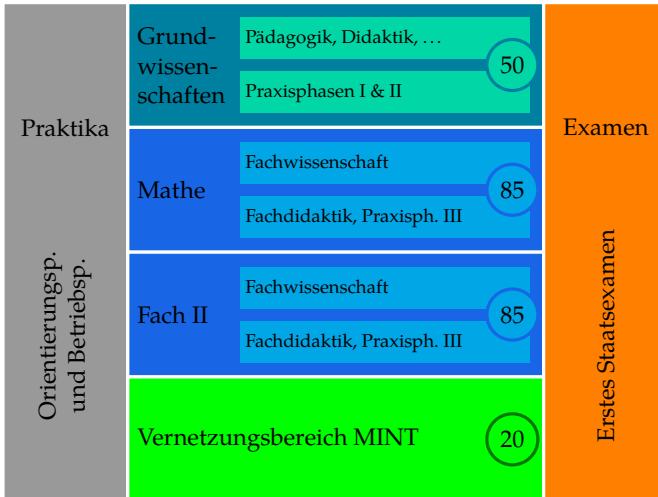 Praktika
Orientierungsp.
und Betriebsp.
Grund-
wissen-
schaften
Pädagogik, Didaktik, …
Praxisphasen I & II
50
Mathe
Fachwissenschaft
Fachdidaktik, Praxisph. III
85
Fach II
Fachwissenschaft
Fachdidaktik, Praxisph. III
85
Vernetzungsbereich MINT
20
Examen
Erstes Staatsexamen